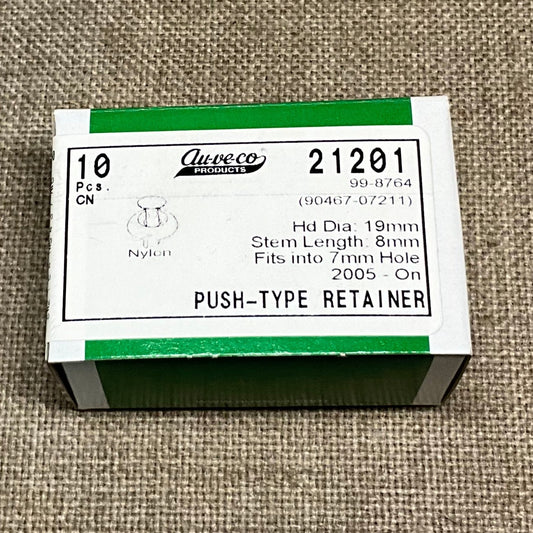 10
Pcs.
CN
Au-ve-co
PRODUCTS
21201
99-8764
(90467-07211)
Nylon
Hd Dia: 19mm
Stem Length: 8mm
Fits into 7mm Hole
2005 - On
PUSH-TYPE RETAINER